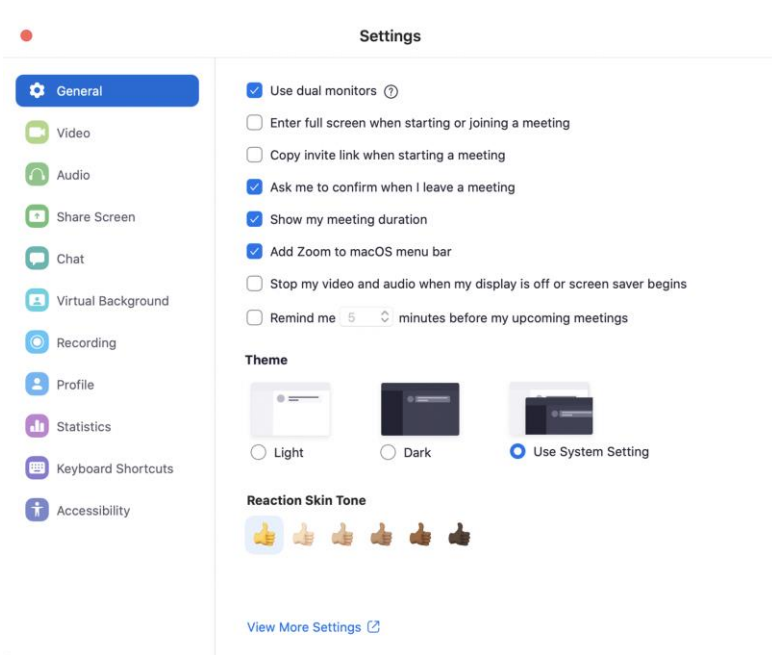 Settings
General
Video
Audio
Share Screen
Chat
Virtual Background
Recording
Profile
Statistics
Keyboard Shortcuts
Accessibility
Use dual monitors ?
Enter full screen when starting or joining a meeting
Copy invite link when starting a meeting
Ask me to confirm when I leave a meeting
Show my meeting duration
Add Zoom to macOS menu bar
Stop my video and audio when my display is off or screen saver begins
Remind me 5 minutes before my upcoming meetings
Theme
Light Dark Use System Setting
Reaction Skin Tone
View More Settings